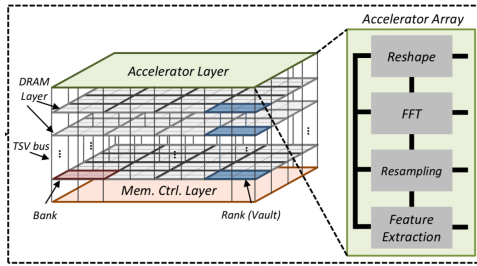 Accelerator Array
Accelerator Layer
DRAM
Layer
TSV bus
Bank
Mem. Ctrl. Layer
Rank (Vault)
Reshape
FFT
Resampling
Feature
Extraction